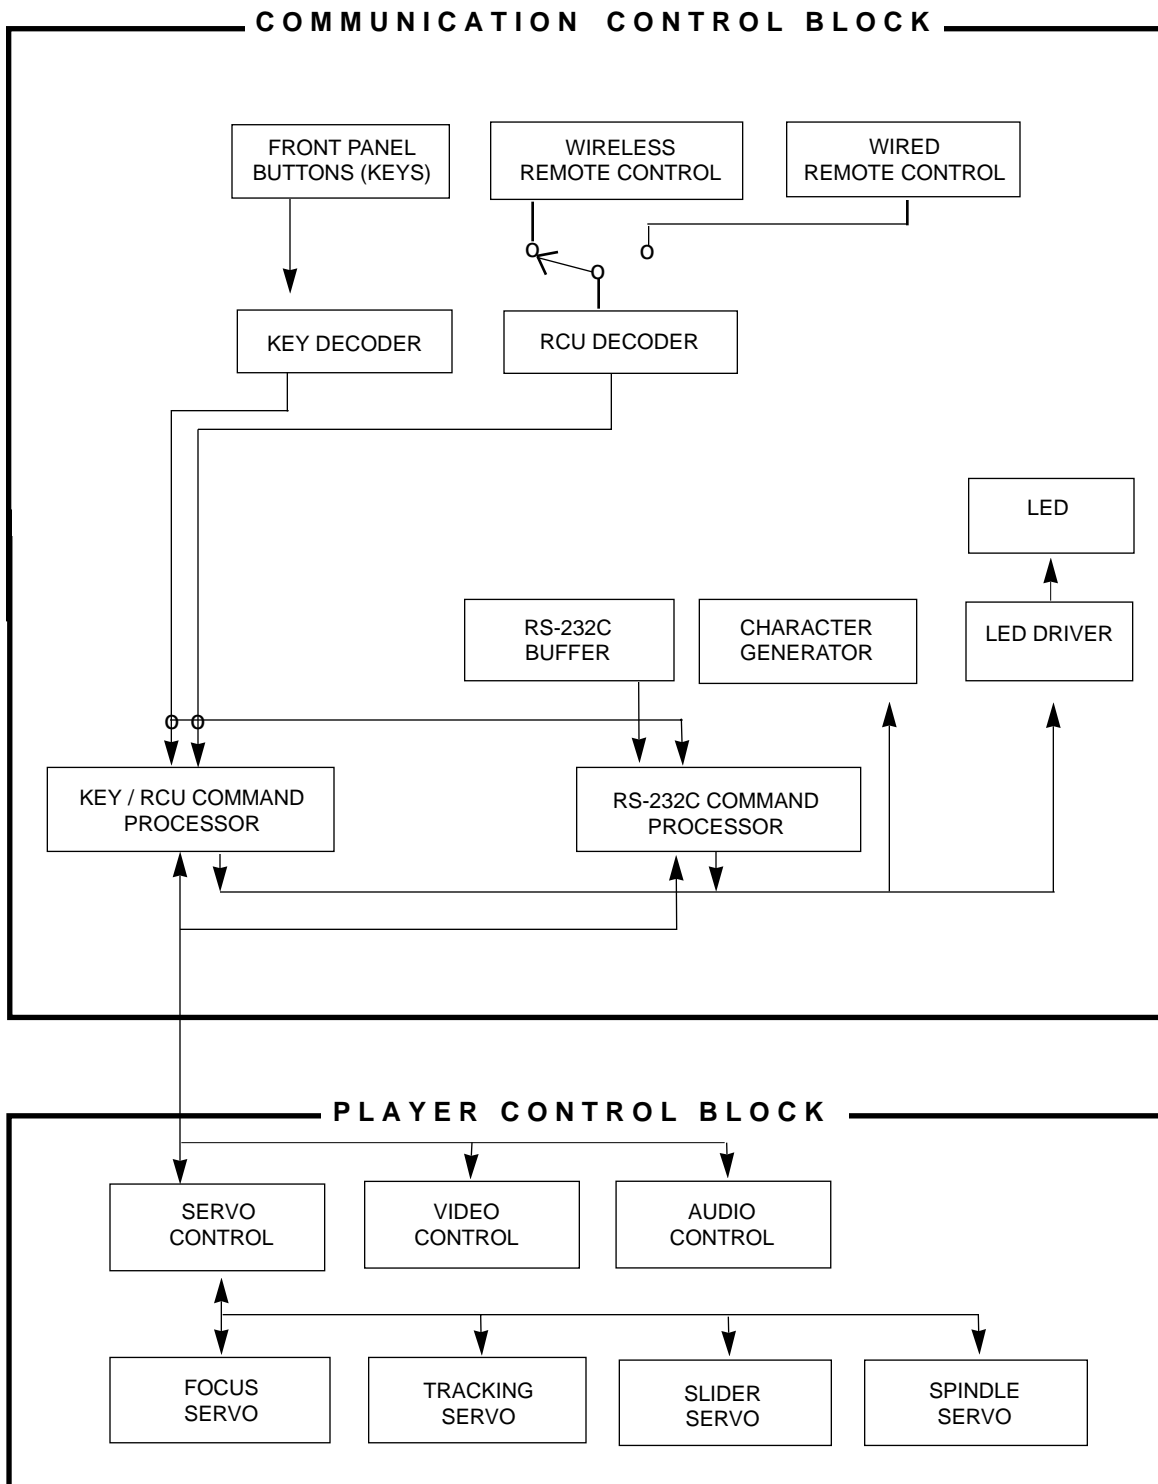 COMMUNICATION CONTROL BLOCK
FRONT PANEL
BUTTONS (KEYS)
WIRELESS
REMOTE CONTROL
WIRED
REMOTE CONTROL
KEY DECODER
RCU DECODER
LED
RS-232C
BUFFER
CHARACTER
GENERATOR
LED DRIVER
KEY / RCU COMMAND
PROCESSOR
RS-232C COMMAND
PROCESSOR
PLAYER CONTROL BLOCK
SERVO
CONTROL
VIDEO
CONTROL
AUDIO
CONTROL
FOCUS
SERVO
TRACKING
SERVO
SLIDER
SERVO
SPINDLE
SERVO